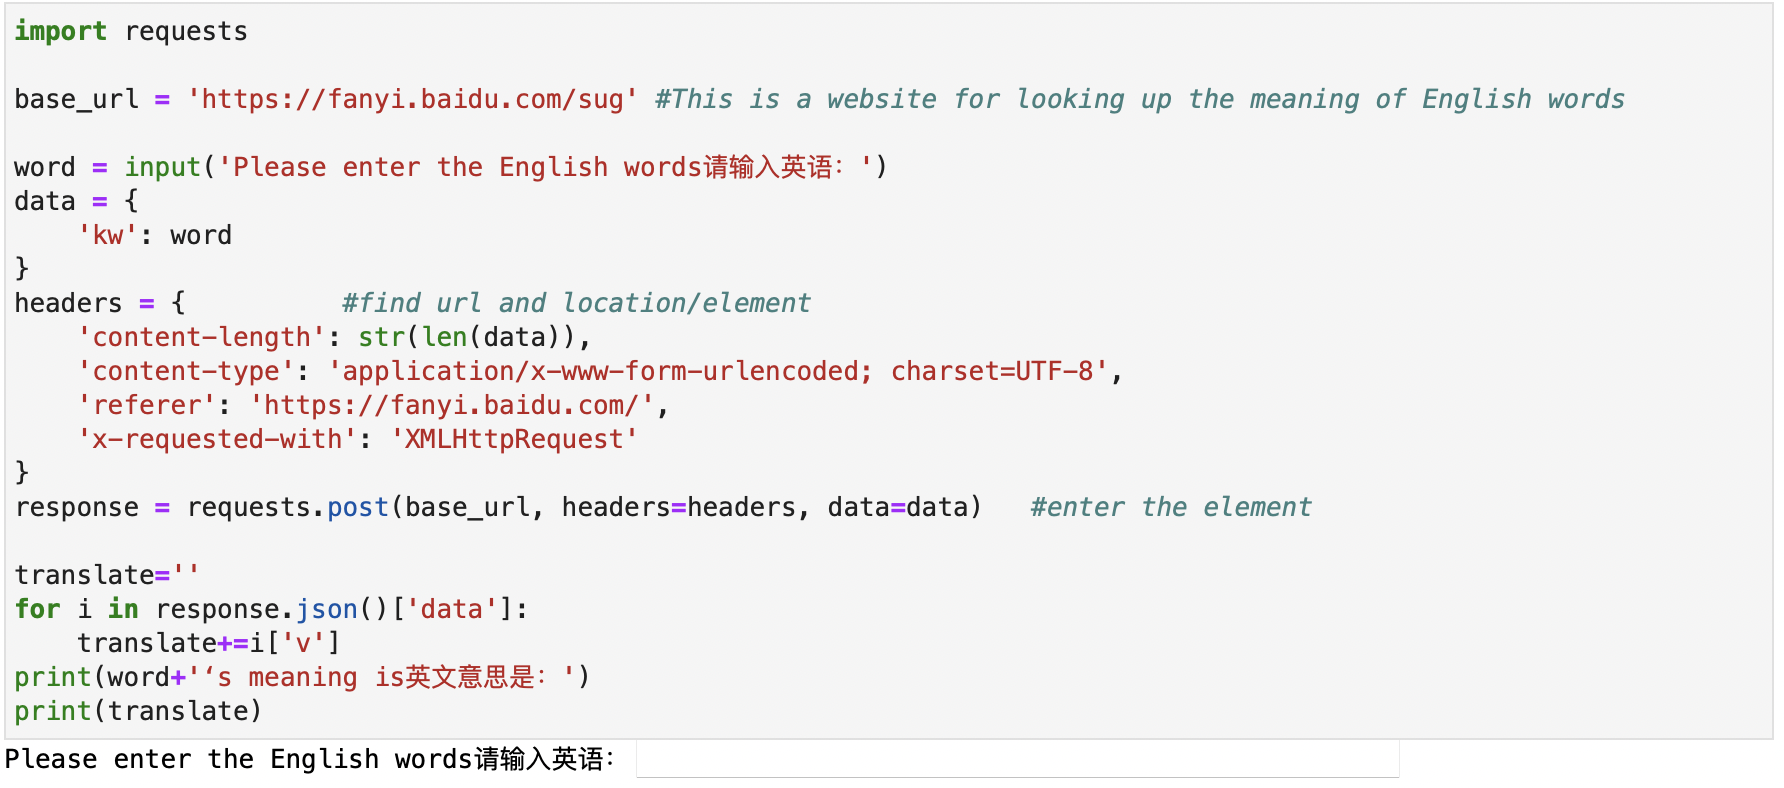 import requests
base_url = 'https://fanyi.baidu.com/sug' #This is a website for looking up the meaning of English words
word = input('Please enter the English words请输入英语：')
data = {
    'kw': word
}
headers = {          #find url and location/element
    'content-length': str(len(data)),
    'content-type': 'application/x-www-form-urlencoded; charset=UTF-8',
    'referer': 'https://fanyi.baidu.com/',
    'x-requested-with': 'XMLHttpRequest'
}
response = requests.post(base_url, headers=headers, data=data)   #enter the element
translate=''
for i in response.json()['data']:
    translate+=i['v']
print(word+'‘s meaning is英文意思是：')
print(translate)
Please enter the English words请输入英语：